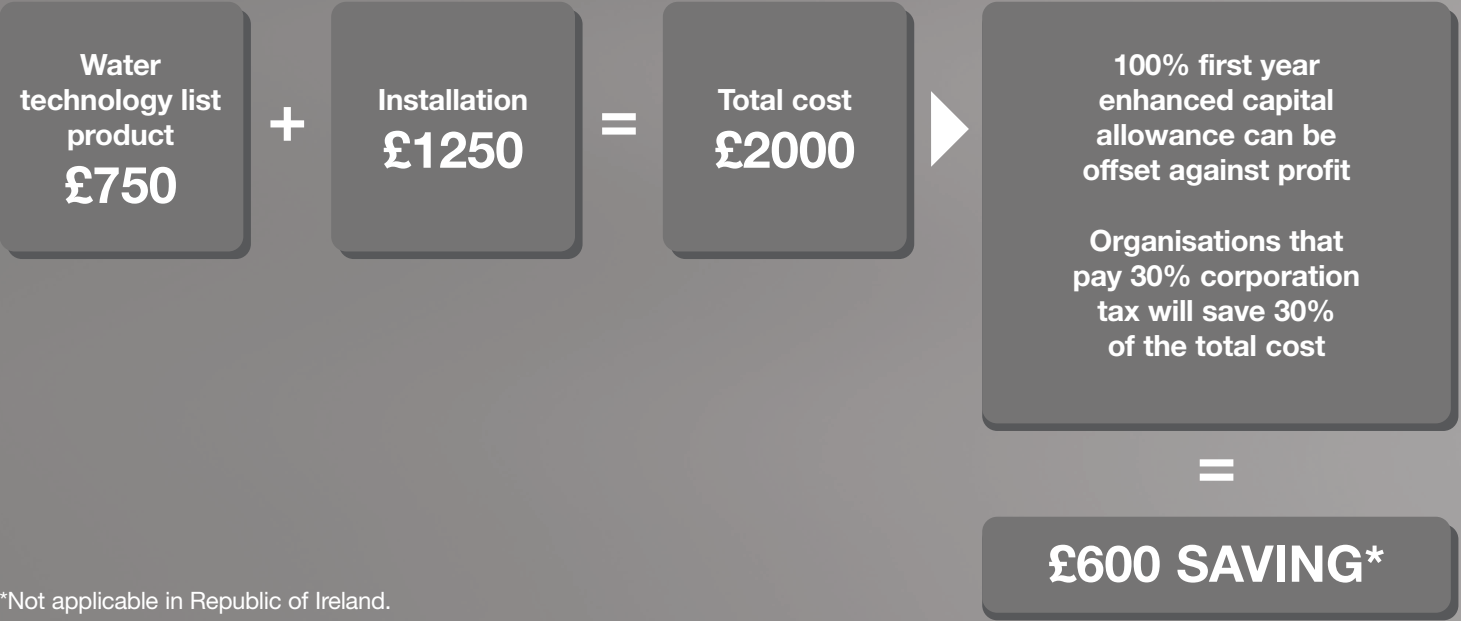 Water
technology list
product
£750
+
Installation
£1250
=
Total cost
£2000
100% first year
enhanced capital
allowance can be
offset against profit
Organisations that
pay 30% corporation
tax will save 30%
of the total cost
=
£600 SAVING*
*Not applicable in Republic of Ireland.